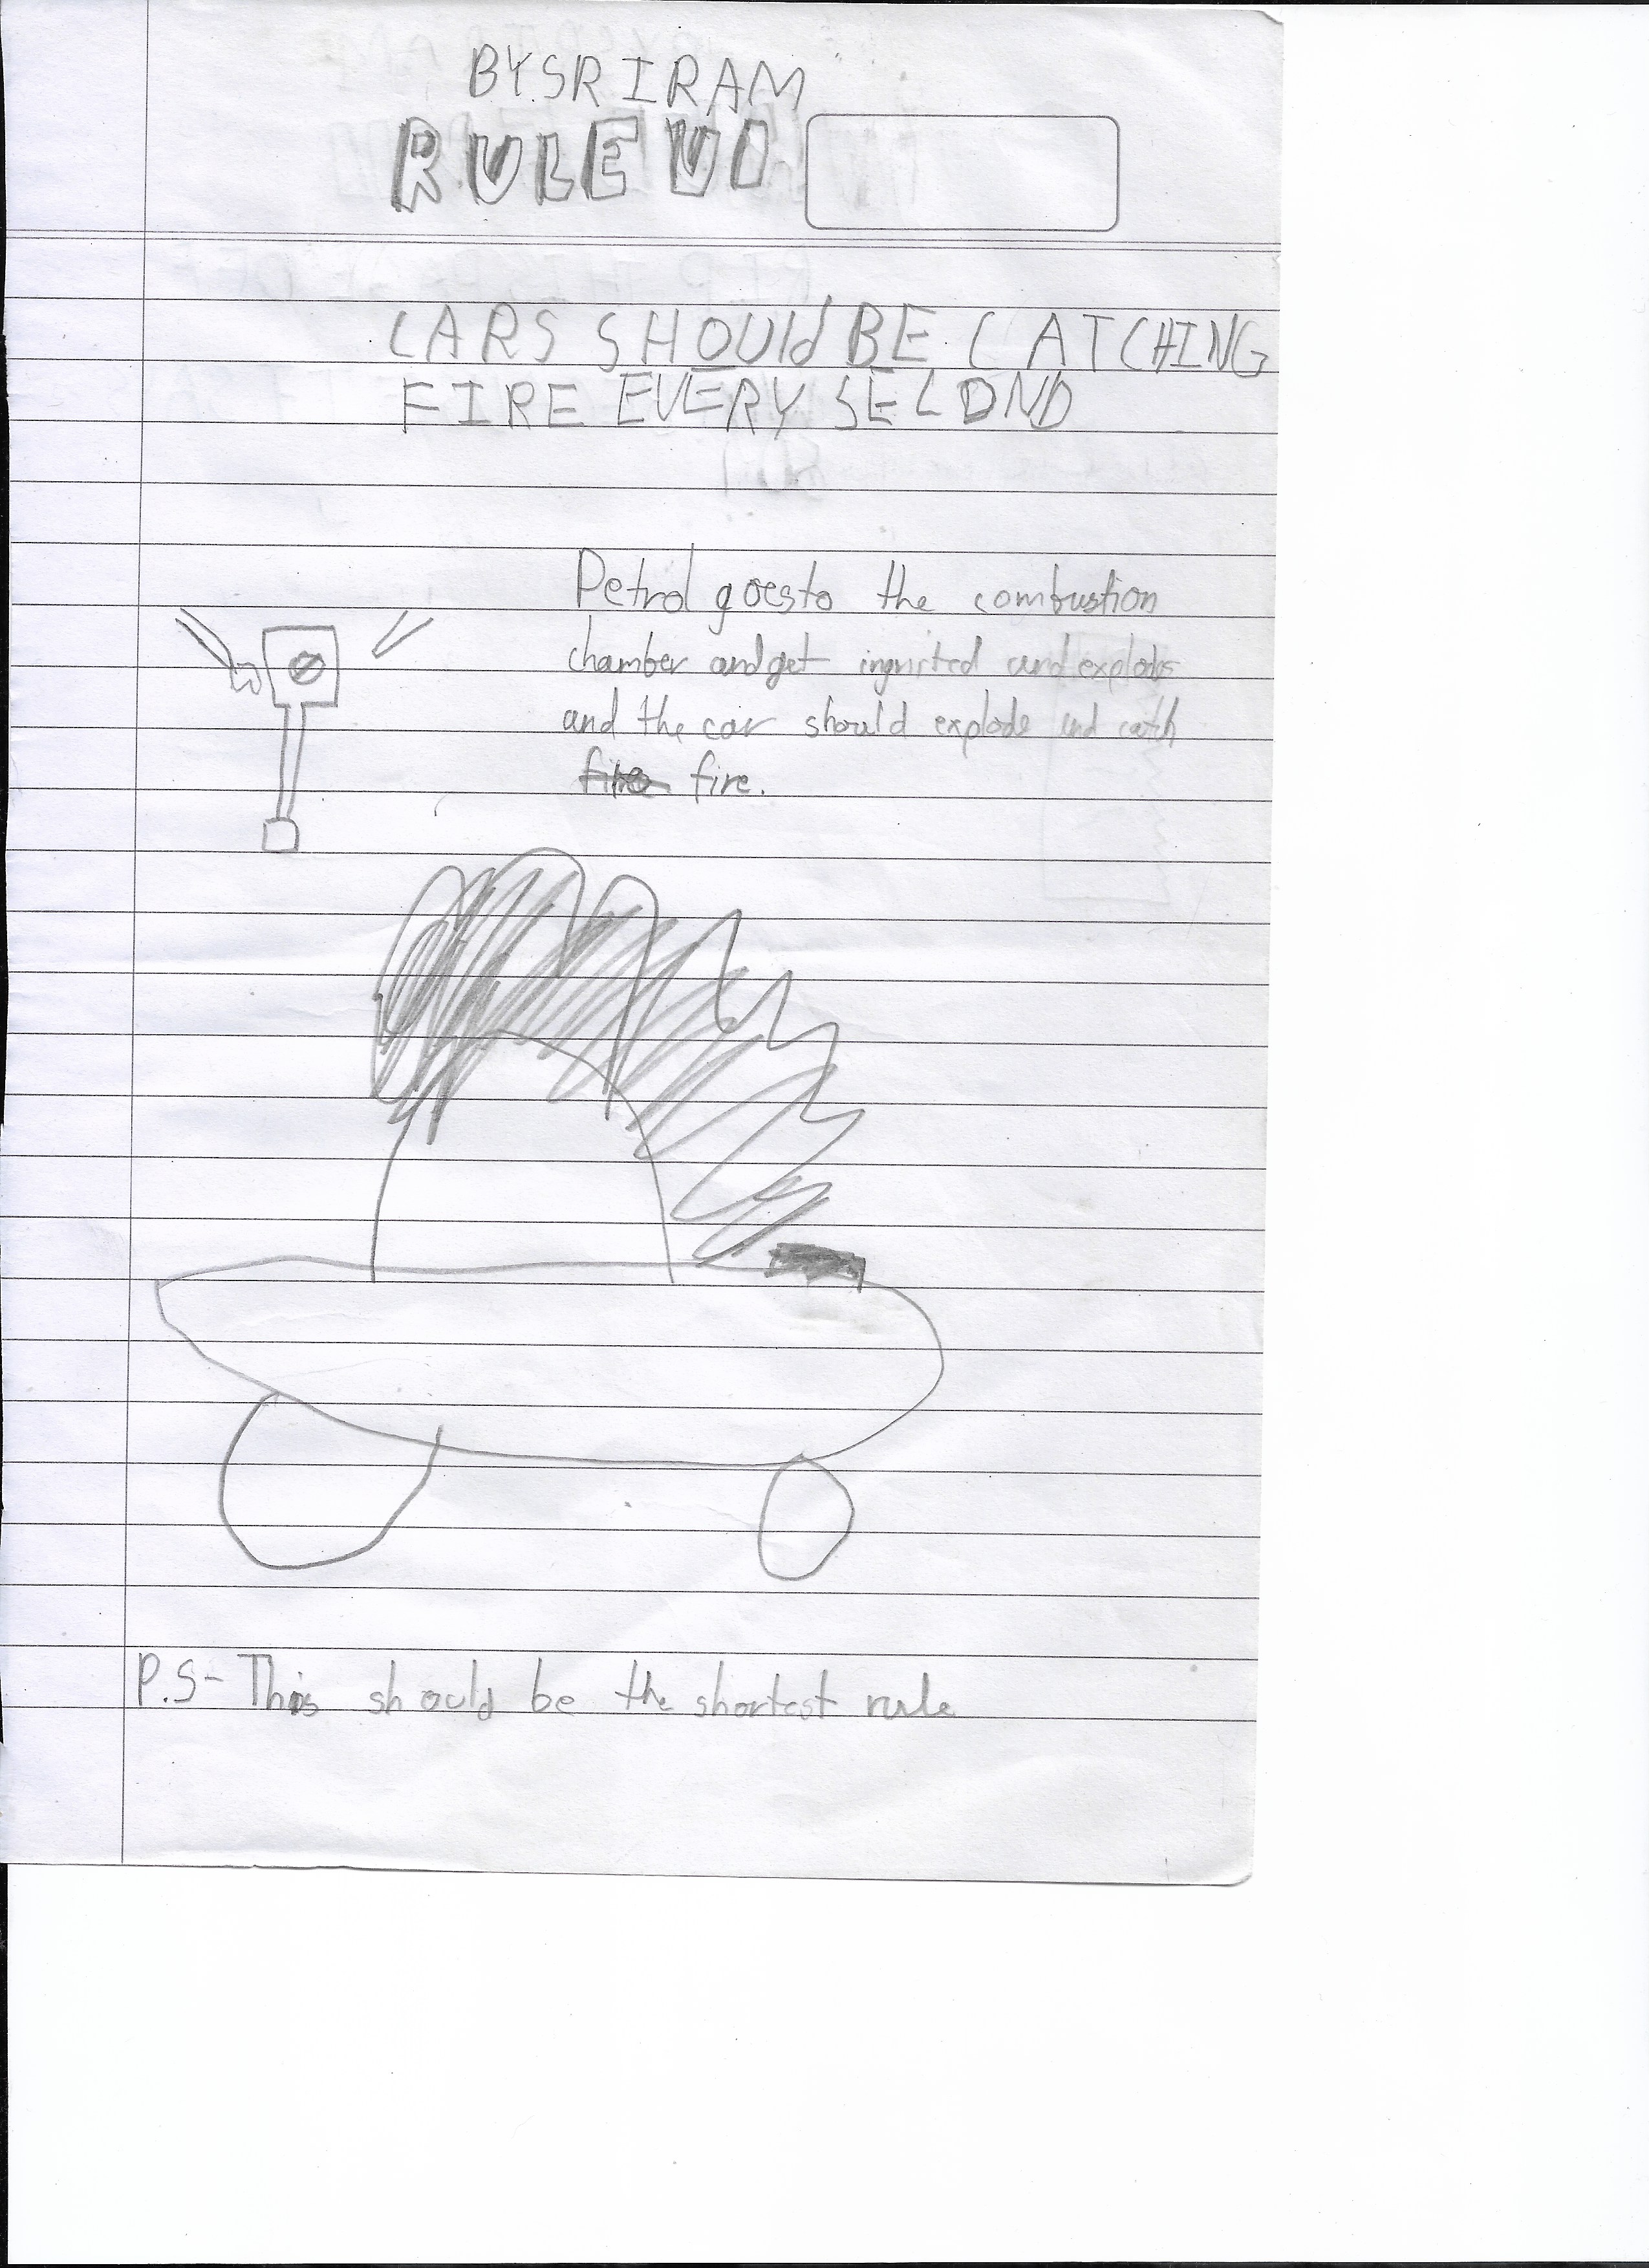 BY SRIRAM
RULE VI
CARS SHOUld BE CATCHING
FIRE EVERY SECOND
Petrol goes to the combustion
chamber and get ingnited and explodes
and the car should explode and catch
fire fire.
P.S- This should be the shortest rule